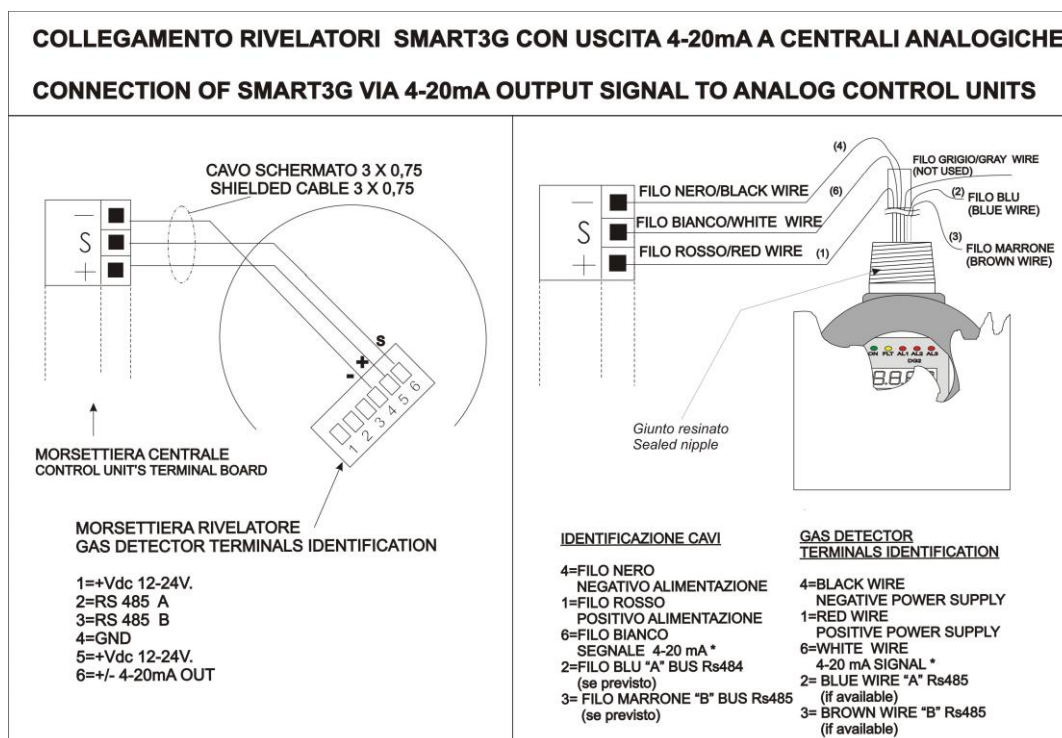 COLLEGAMENTO RIVELATORI SMART3G CON USCITA 4-20mA A CENTRALI ANALOGICHE
CONNECTION OF SMART3G VIA 4-20mA OUTPUT SIGNAL TO ANALOG CONTROL UNITS
CAVO SCHERMATO 3 X 0,75
SHIELDED CABLE 3 X 0,75
−
S
+
S
+
-
1 2 3 4 5 6
MORSETTIERA CENTRALE
CONTROL UNIT'S TERMINAL BOARD
MORSETTIERA RIVELATORE
GAS DETECTOR TERMINALS IDENTIFICATION
1=+Vdc 12-24V.
2=RS 485 A
3=RS 485 B
4=GND
5=+Vdc 12-24V.
6=+/- 4-20mA OUT
−
S
+
FILO NERO/BLACK WIRE
FILO BIANCO/WHITE WIRE
FILO ROSSO/RED WIRE
(4)
(6)
(1)
FILO GRIGIO/GRAY WIRE
(NOT USED)
(2)
FILO BLU
(BLUE WIRE)
(3)
FILO MARRONE
(BROWN WIRE)
ON FLT AL1 AL2 AL3
DG2
Giunto resinato
Sealed nipple
IDENTIFICAZIONE CAVI
4=FILO NERO
NEGATIVO ALIMENTAZIONE
1=FILO ROSSO
POSITIVO ALIMENTAZIONE
6=FILO BIANCO
SEGNALE 4-20 mA *
2=FILO BLU “A” BUS Rs484
(se previsto)
3= FILO MARRONE “B” BUS Rs485
(se previsto)
GAS DETECTOR
TERMINALS IDENTIFICATION
4=BLACK WIRE
NEGATIVE POWER SUPPLY
1=RED WIRE
POSITIVE POWER SUPPLY
6=WHITE WIRE
4-20 mA SIGNAL *
2= BLUE WIRE “A” Rs485
(if available)
3= BROWN WIRE “B” Rs485
(if available)